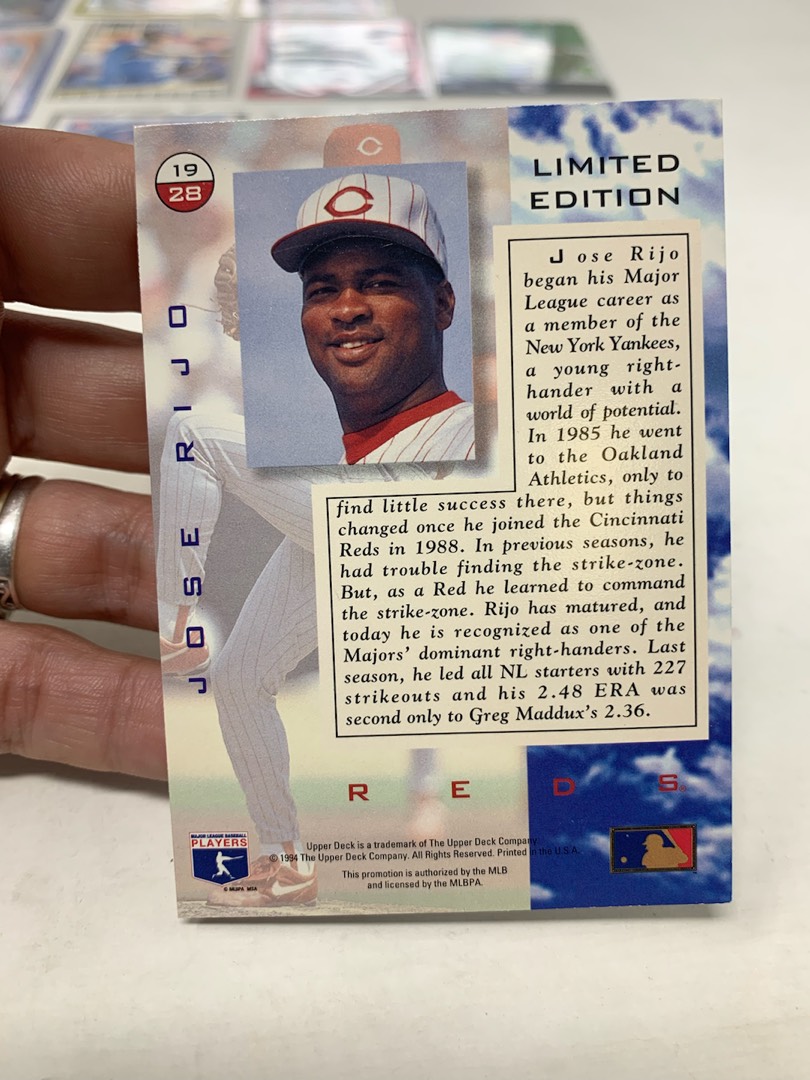 19
28
LIMITED
EDITION
Jose Rijo
began his Major
League career as
a member of the
New York Yankees,
a young right-
hander with a
world of potential.
In 1985 he went
to the Oakland
Athletics, only to
find little success there, but things
changed once he joined the Cincinnati
Reds in 1988. In previous seasons, he
had trouble finding the strike-zone.
But, as a Red he learned to command
the strike-zone. Rijo has matured, and
today he is recognized as one of the
Majors' dominant right-handers. Last
season, he led all NL starters with 227
strikeouts and his 2.48 ERA was
second only to Greg Maddux's 2.36.
JOSE RIJO
REDS
MAJOR LEAGUE BASEBALL
PLAYERS
© MLBPA MSA
Upper Deck is a trademark of The Upper Deck Company.
© 1994 The Upper Deck Company. All Rights Reserved. Printed in the U.S.A.
This promotion is authorized by the MLB
and licensed by the MLBPA.